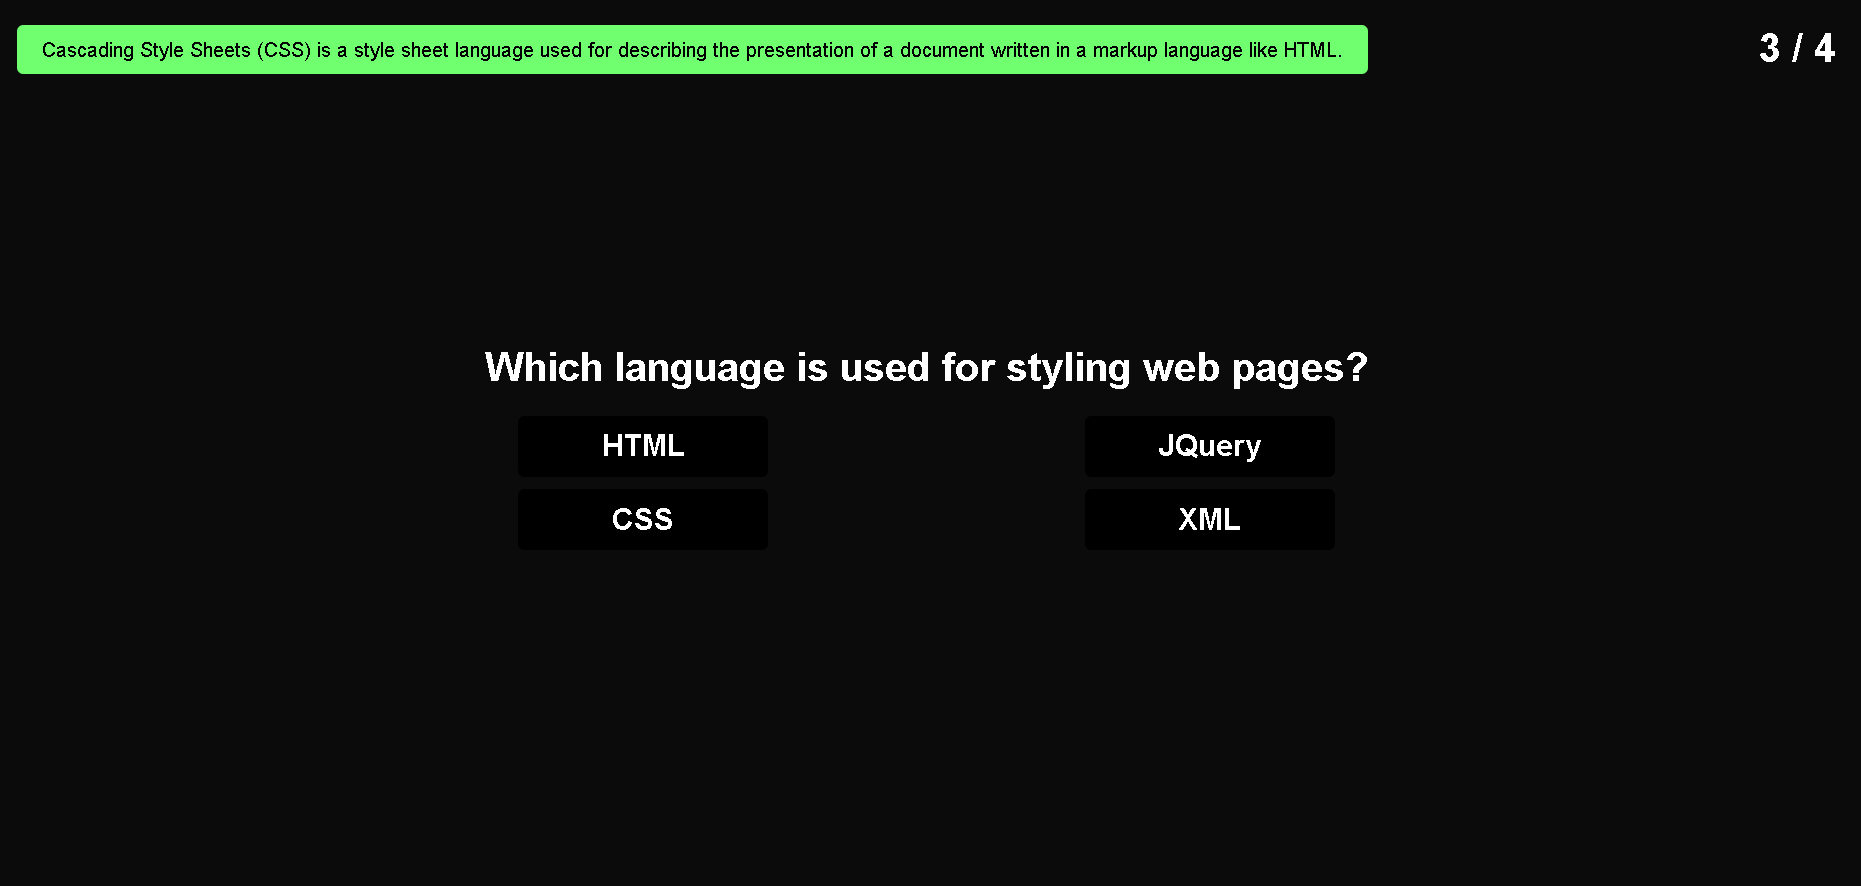 Cascading Style Sheets (CSS) is a style sheet language used for describing the presentation of a document written in a markup language like HTML.
3 / 4
Which language is used for styling web pages?
HTML
JQuery
CSS
XML